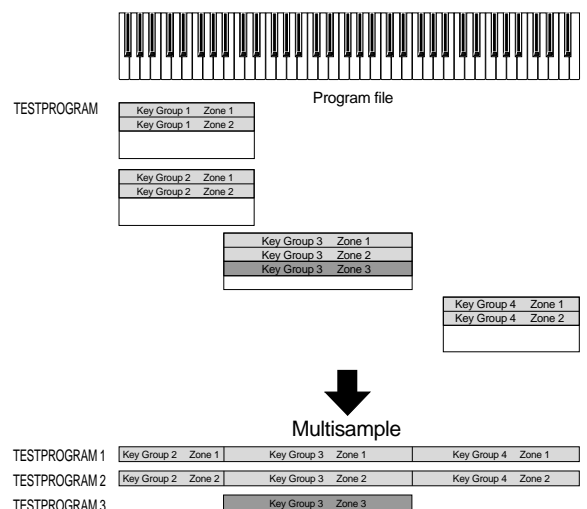 Program file
TESTPROGRAM
Key Group 1 Zone 1
Key Group 1 Zone 2
Key Group 2 Zone 1
Key Group 2 Zone 2
Key Group 3 Zone 1
Key Group 3 Zone 2
Key Group 3 Zone 3
Key Group 4 Zone 1
Key Group 4 Zone 2
Multisample
TESTPROGRAM 1 Key Group 2 Zone 1 Key Group 3 Zone 1 Key Group 4 Zone 1
TESTPROGRAM 2 Key Group 2 Zone 2 Key Group 3 Zone 2 Key Group 4 Zone 2
TESTPROGRAM 3 Key Group 3 Zone 3